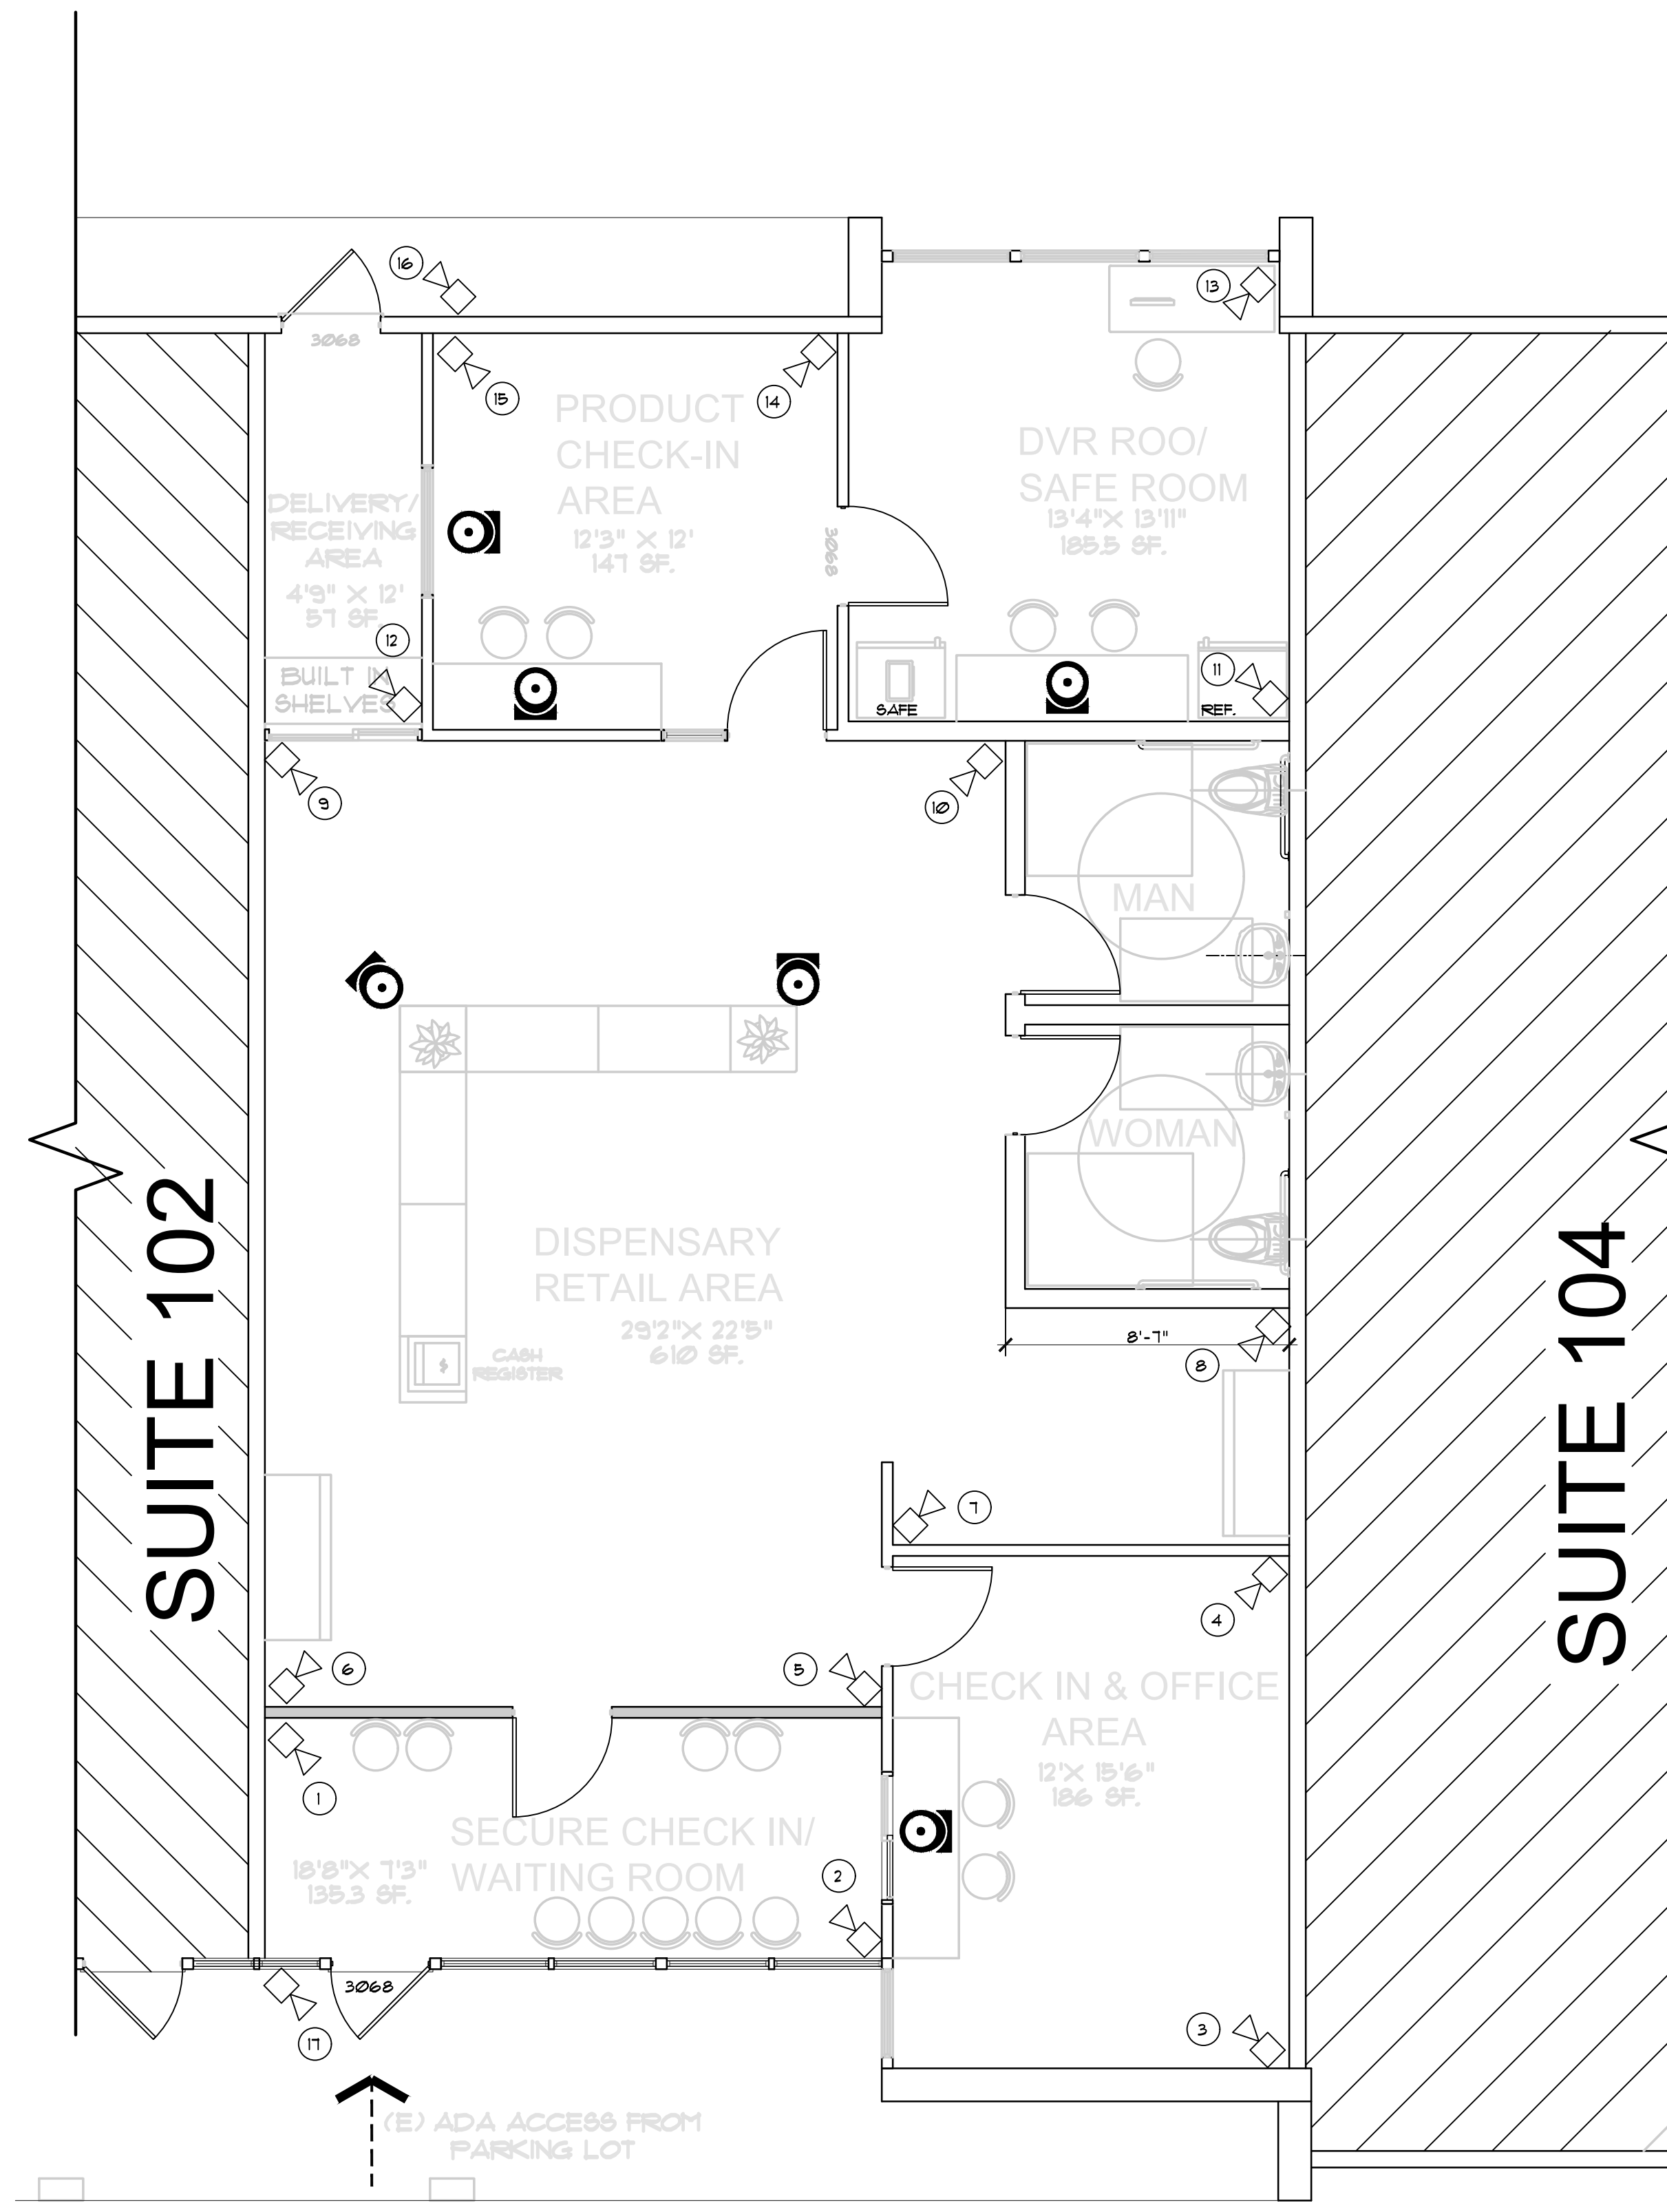 16
13
3068
15
14
PRODUCT
CHECK-IN
AREA
12'3" X 12'
147 SF.
DVR ROO/
SAFE ROOM
13'4"X 13'11"
185.5 SF.
DELIVERY/
RECEIVING
AREA
4'9" X 12'
57 SF.
3068
12
BUILT IN
SHELVES
11
SAFE
REF.
9
10
MAN
WOMAN
SUITE 102
SUITE 104
DISPENSARY
RETAIL AREA
29'2"X 22'5"
610 SF.
$
CASH
REGISTER
8'-7"
8
7
4
6
5
CHECK IN & OFFICE
AREA
12'X 15'6"
186 SF.
1
SECURE CHECK IN/
WAITING ROOM
18'8"X 7'3"
135.3 SF.
2
3068
17
3
(E) ADA ACCESS FROM
PARKING LOT